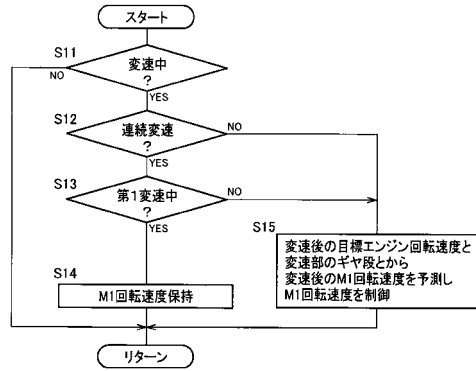 スタート
S11
変速中
?
NO
YES
S12
連続変速
?
NO
YES
S13
第1変速中
?
NO
YES
S15
変速後の目標エンジン回転速度と
変速部のギヤ段とから
変速後のM1回転速度を予測し
M1回転速度を制御
S14
M1回転速度保持
リターン